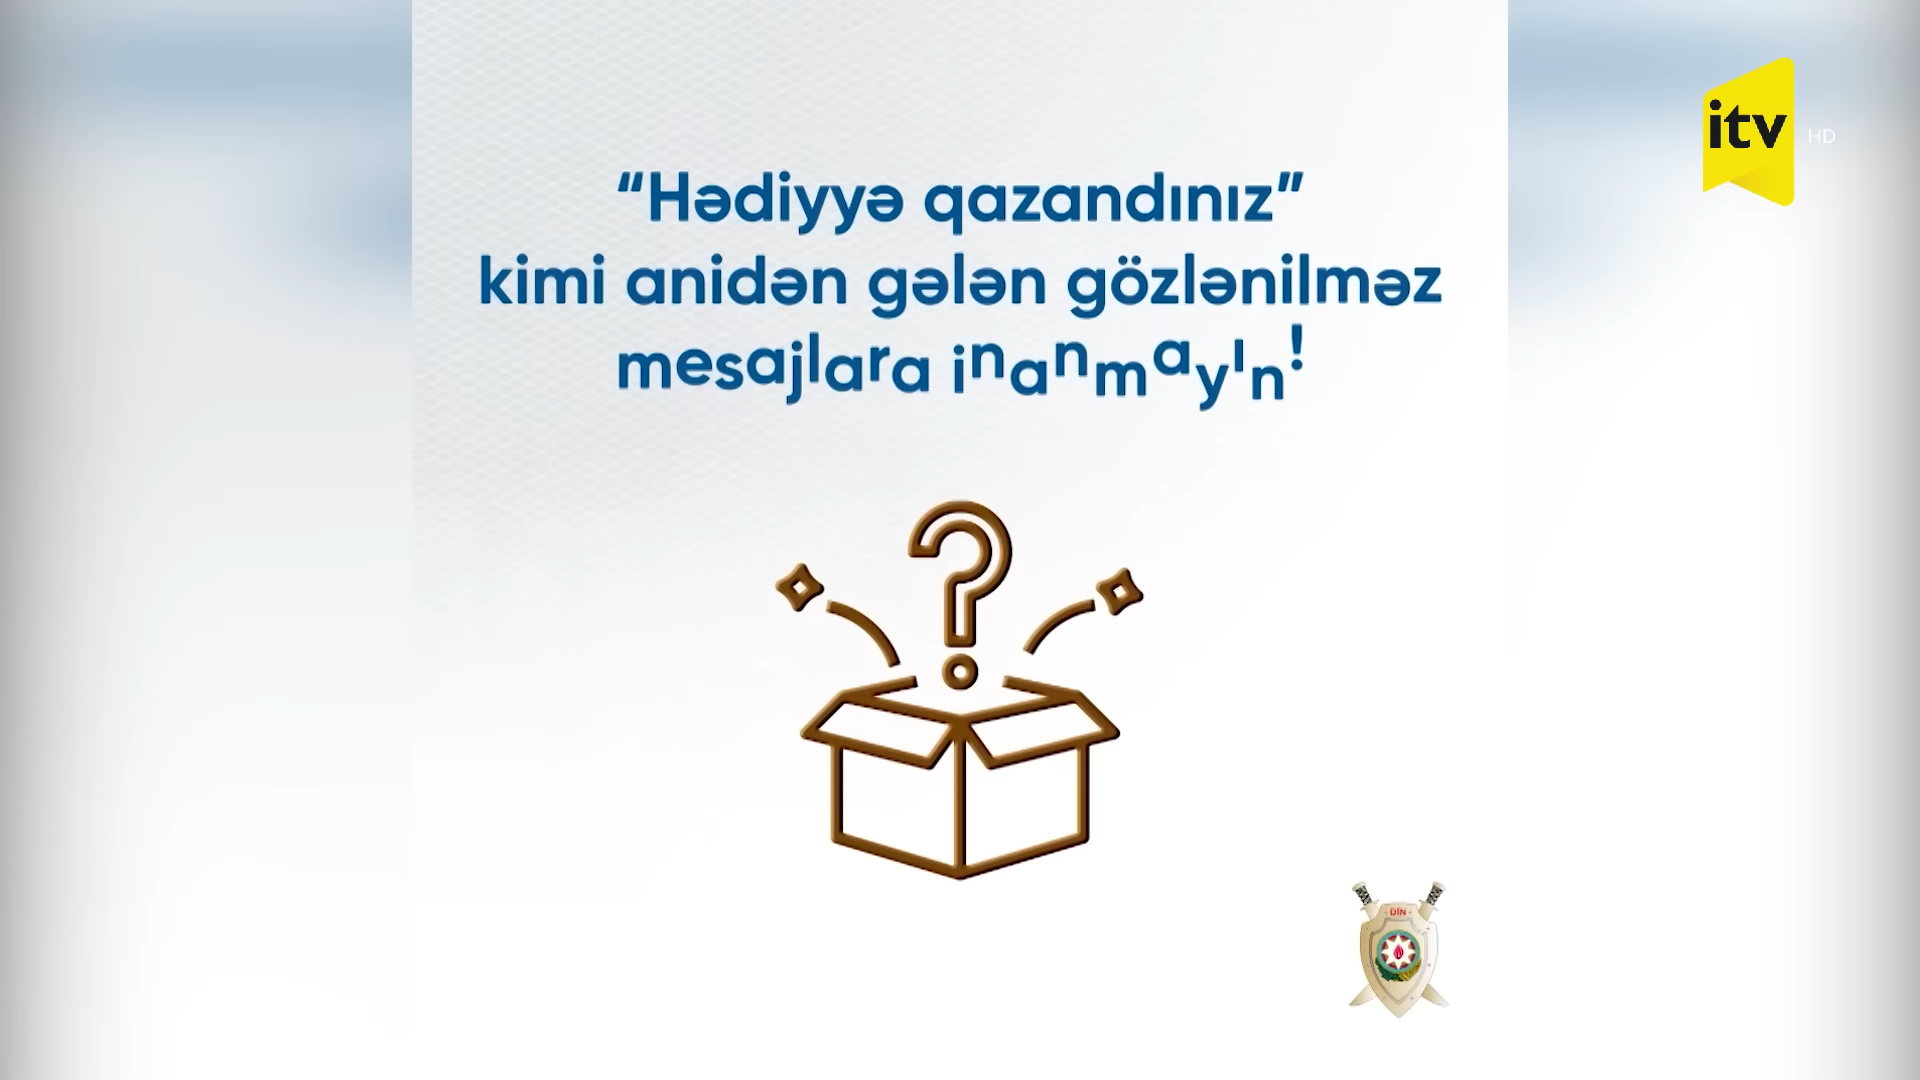 itv HD
“Hədiyyə qazandınız”
kimi anidən gələn gözlənilməz
mesajlara inanmayın!
DİN